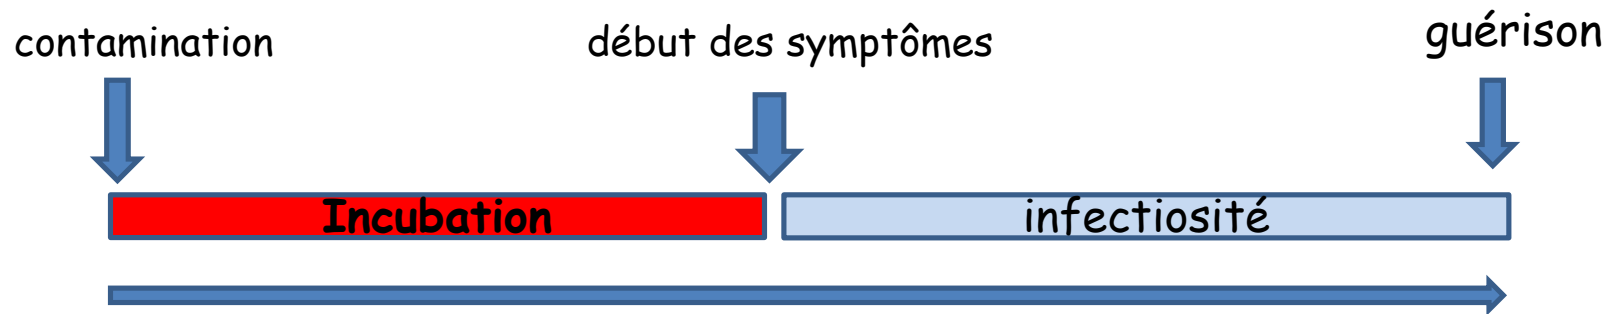 contamination
début des symptômes
guérison
Incubation
infectiosité